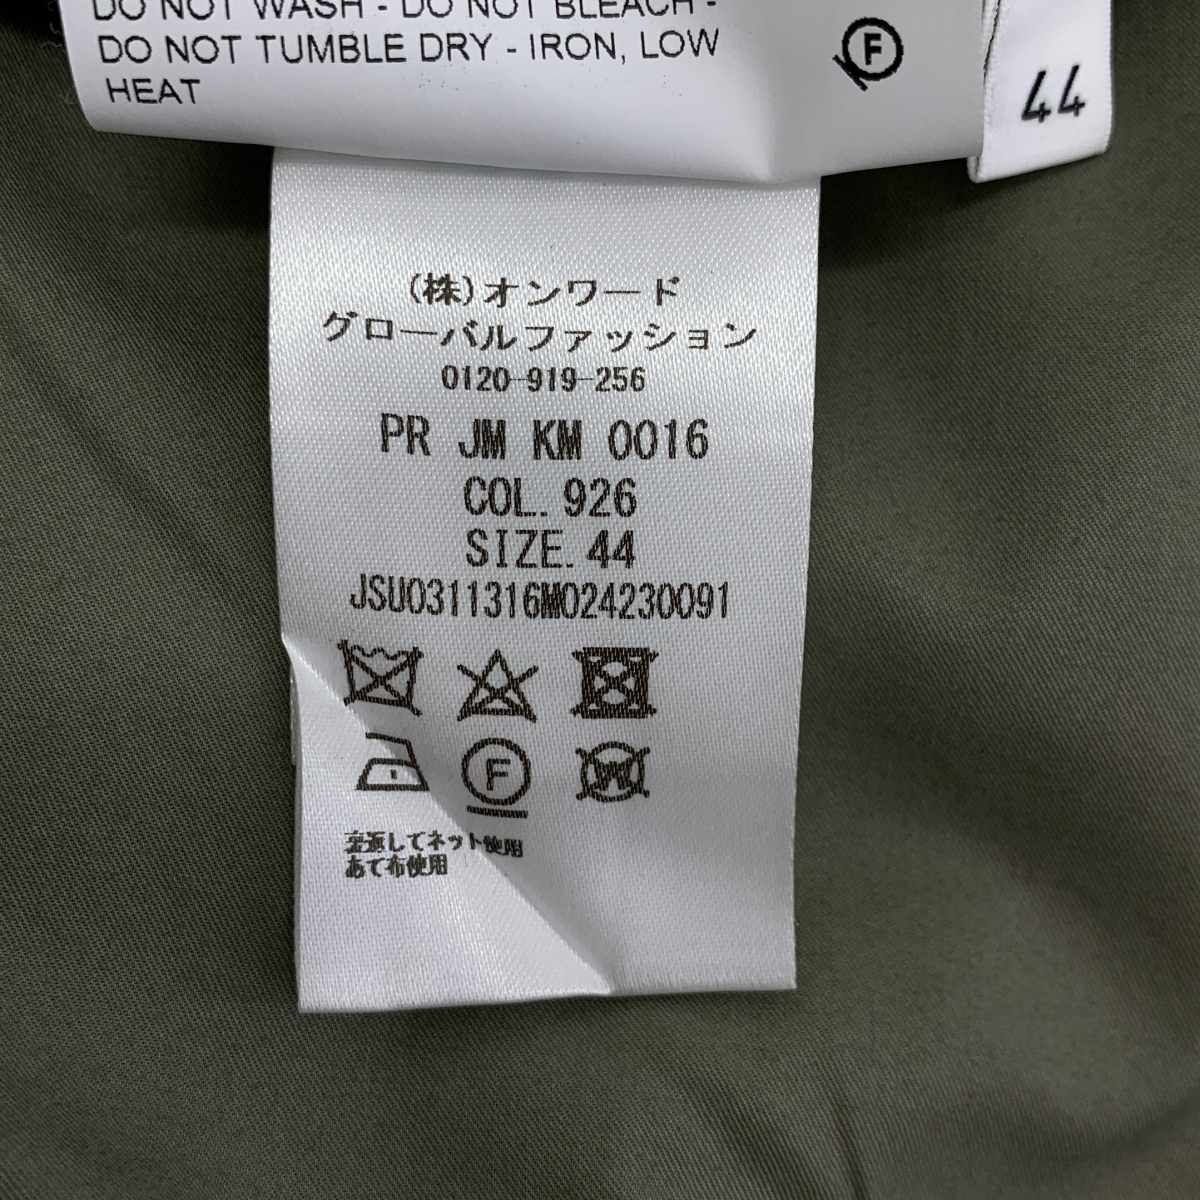 DO NOT WASH - DO NOT BLEACH -
DO NOT TUMBLE DRY - IRON, LOW
HEAT
F
44
(株)オンワード
グローバルファッション
0120-919-256
PR JM KM 0016
COL. 926
SIZE. 44
JSU0311316M024230091
F
W
裏返してネット使用
あて布使用